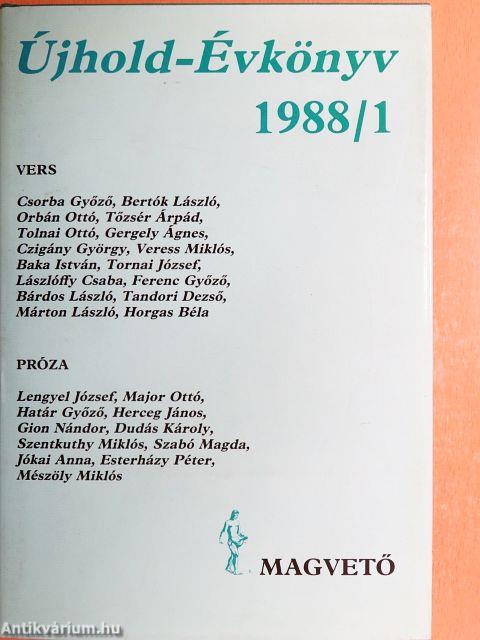 Újhold-Évkönyv
1988/1
VERS
Csorba Győző, Bertók László,
Orbán Ottó, Tőzsér Árpád,
Tolnai Ottó, Gergely Ágnes,
Czigány György, Veress Miklós,
Baka István, Tornai József,
Lászlóffy Csaba, Ferenc Győző,
Bárdos László, Tandori Dezső,
Márton László, Horgas Béla
PRÓZA
Lengyel József, Major Ottó,
Határ Győző, Herceg János,
Gion Nándor, Dudás Károly,
Szentkuthy Miklós, Szabó Magda,
Jókai Anna, Esterházy Péter,
Mészöly Miklós
MAGVETŐ
Antikvárium.hu